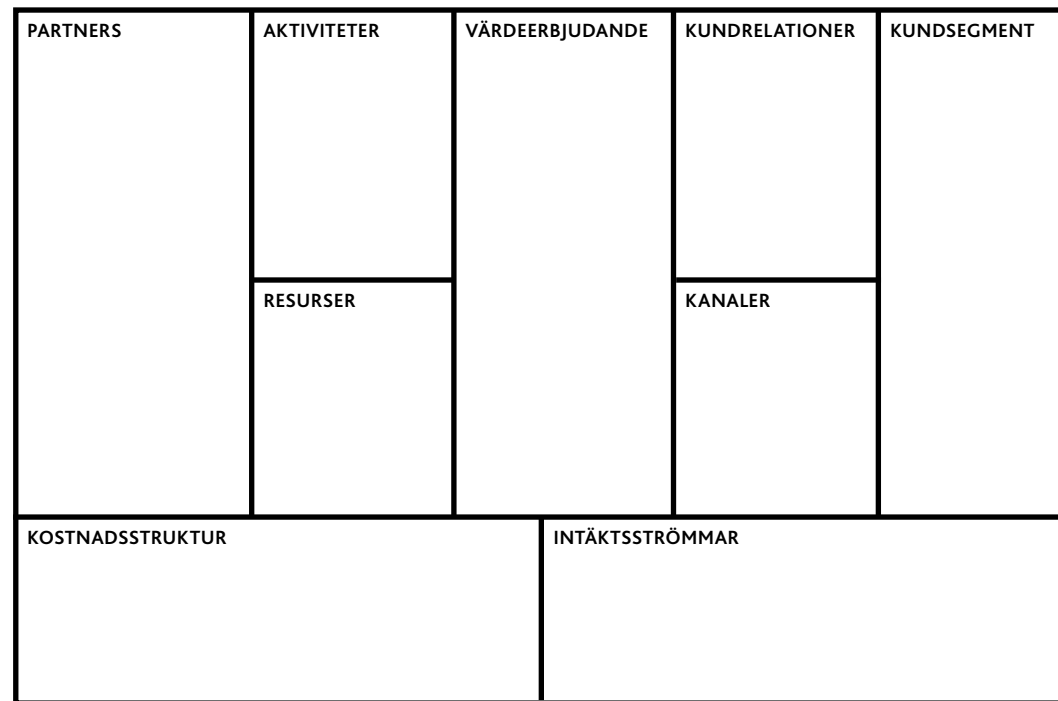 PARTNERS
AKTIVITETER
VÄRDEERBJUDANDE
KUNDRELATIONER
KUNDSEGMENT
RESURSER
KANALER
KOSTNADSSTRUKTUR
INTÄKTSSTRÖMMAR